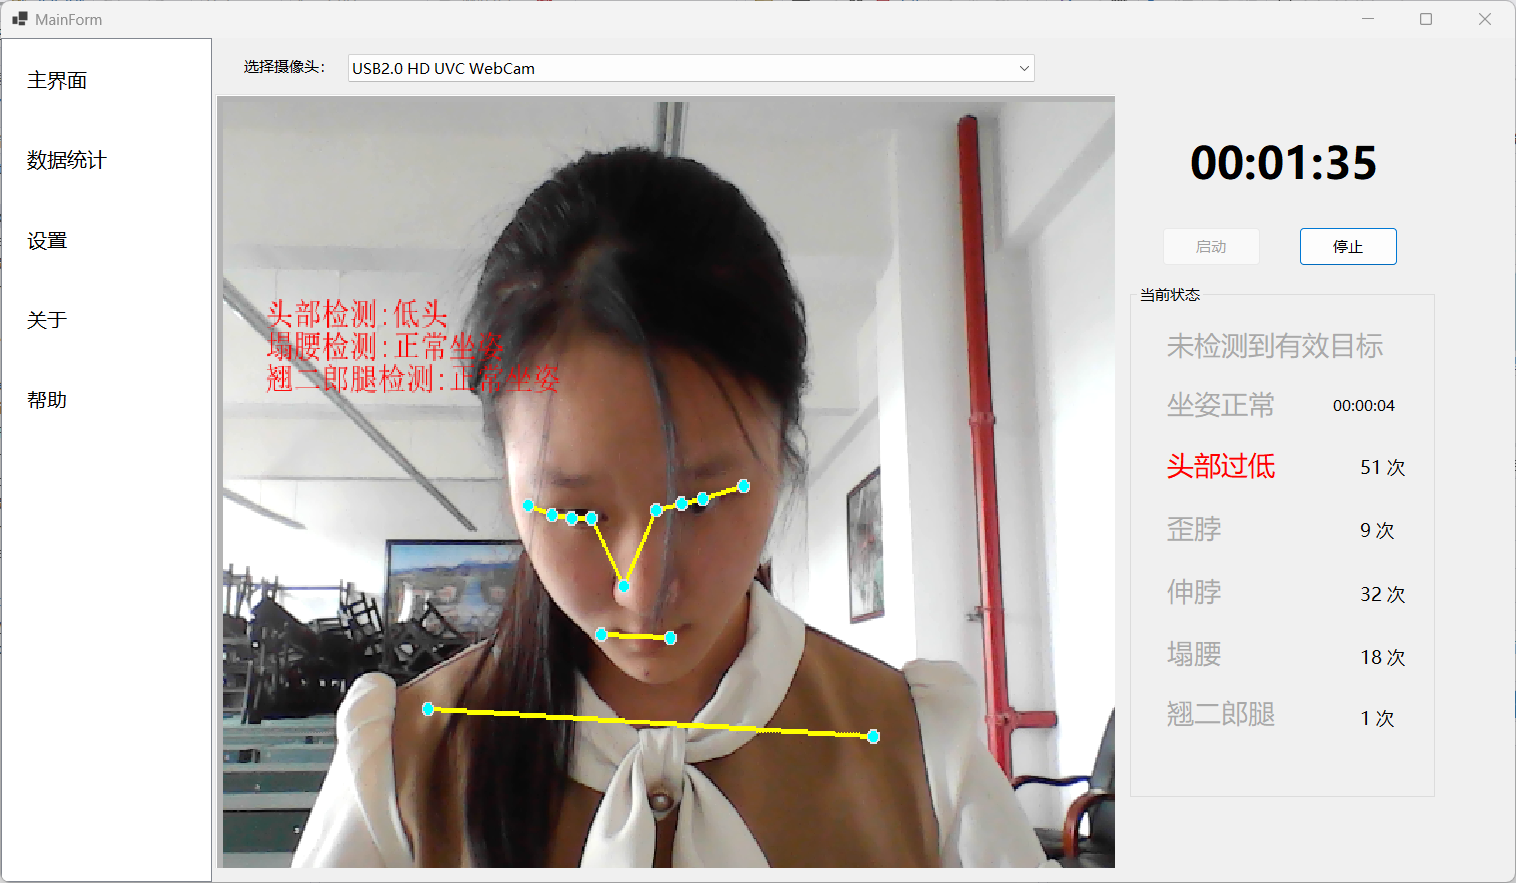 MainForm
主界面
数据统计
设置
关于
帮助
选择摄像头：
USB2.0 HD UVC WebCam
头部检测:低头
塌腰检测:正常坐姿
翘二郎腿检测:正常坐姿
00:01:35
启动
停止
当前状态
未检测到有效目标
坐姿正常 00:00:04
头部过低 51 次
歪脖 9 次
伸脖 32 次
塌腰 18 次
翘二郎腿 1 次